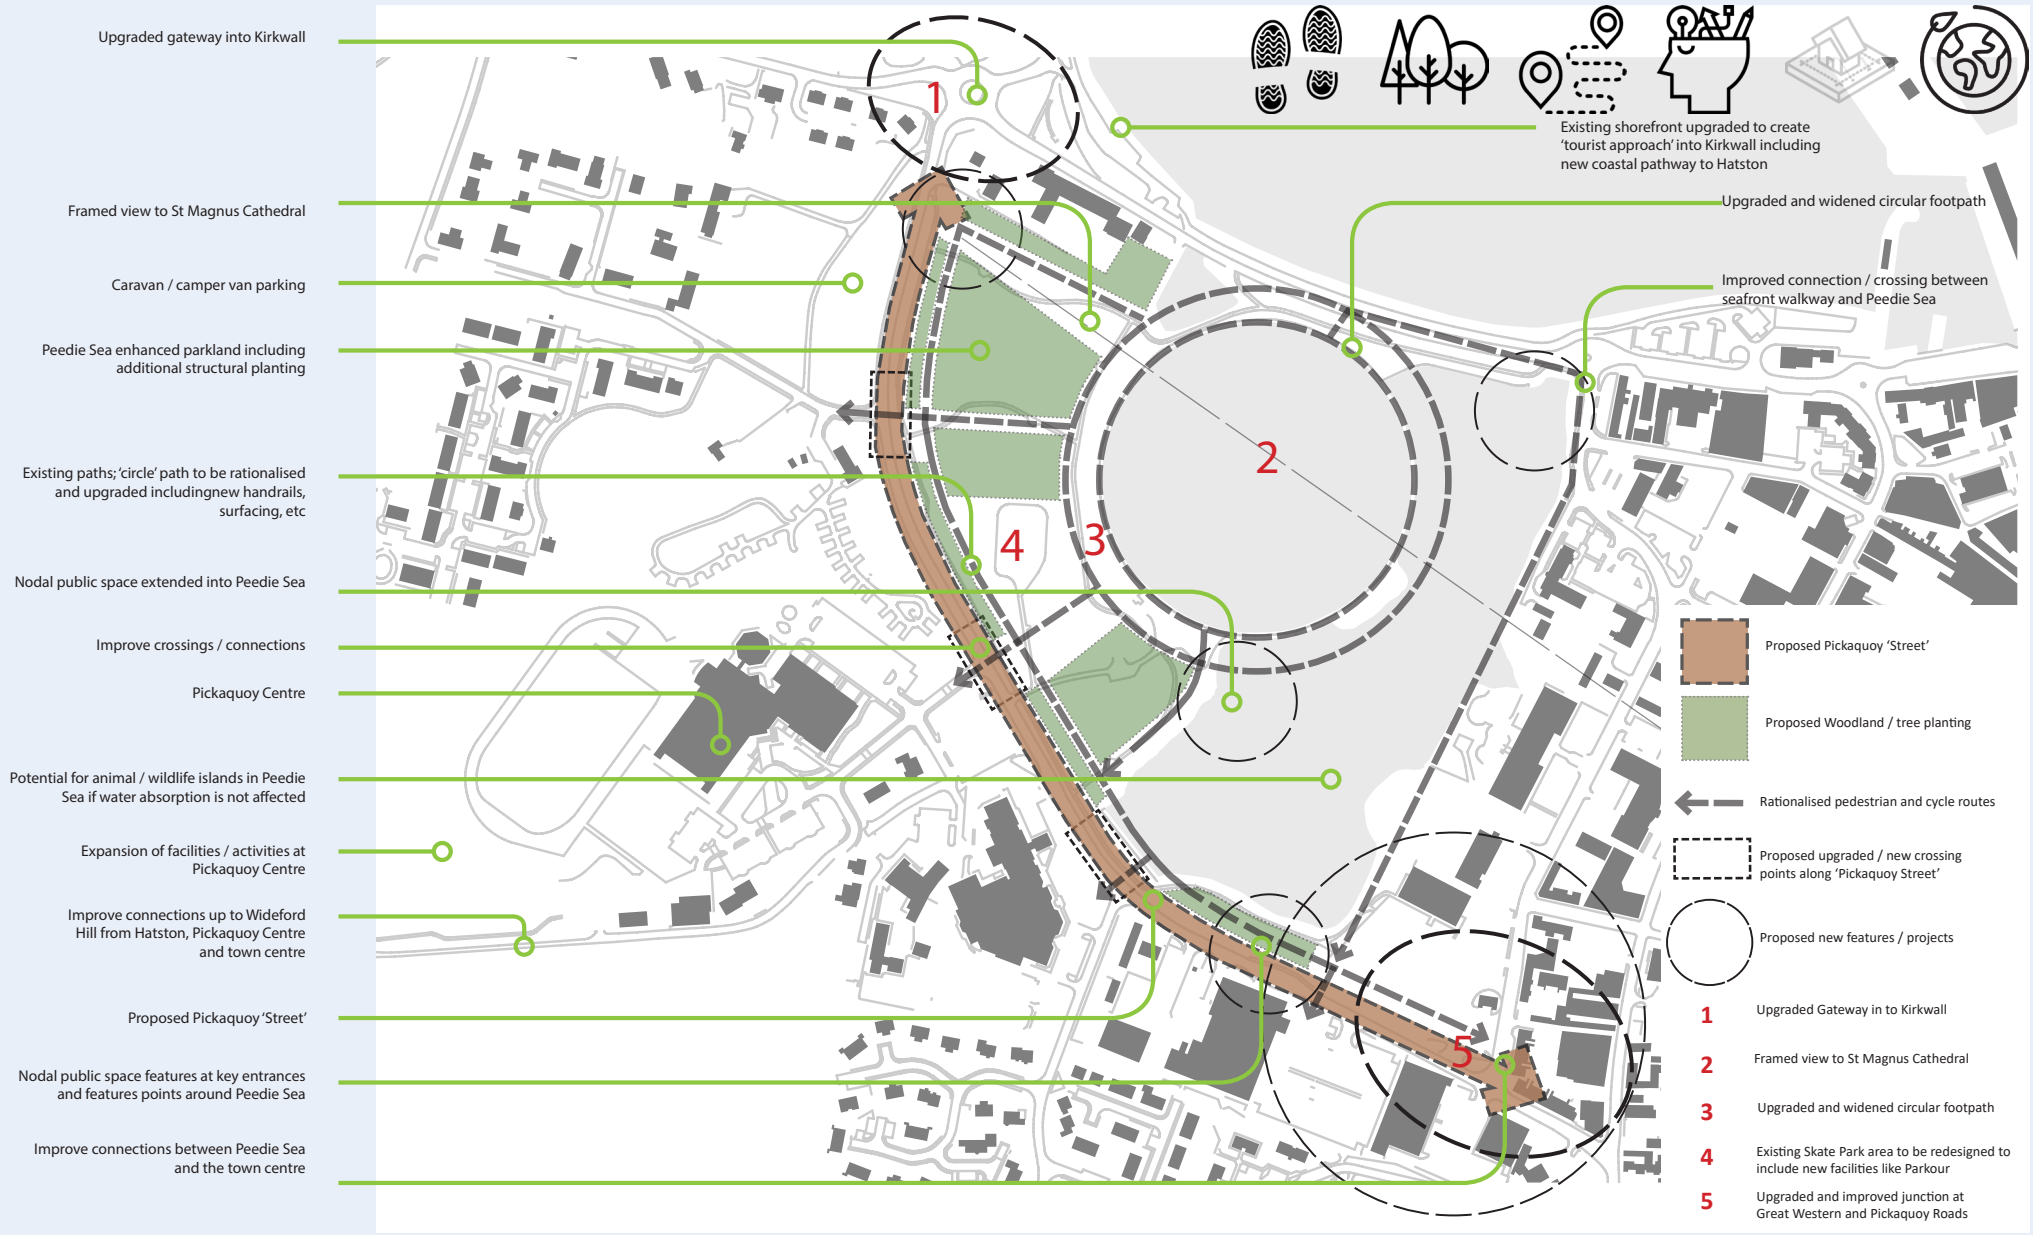 Upgraded gateway into Kirkwall
Framed view to St Magnus Cathedral
Caravan / camper van parking
Peedie Sea enhanced parkland including
additional structural planting
Existing paths; ‘circle’ path to be rationalised
and upgraded includingnew handrails,
surfacing, etc
Nodal public space extended into Peedie Sea
Improve crossings / connections
Pickaquoy Centre
Potential for animal / wildlife islands in Peedie
Sea if water absorption is not affected
Expansion of facilities / activities at
Pickaquoy Centre
Improve connections up to Wideford
Hill from Hatston, Pickaquoy Centre
and town centre
Proposed Pickaquoy ‘Street’
Nodal public space features at key entrances
and features points around Peedie Sea
Improve connections between Peedie Sea
and the town centre
1
2
3
4
5
Existing shorefront upgraded to create
‘tourist approach’ into Kirkwall including
new coastal pathway to Hatston
Upgraded and widened circular footpath
Improved connection / crossing between
seafront walkway and Peedie Sea
Proposed Pickaquoy ‘Street’
Proposed Woodland / tree planting
Rationalised pedestrian and cycle routes
Proposed upgraded / new crossing
points along ‘Pickaquoy Street’
Proposed new features / projects
1 Upgraded Gateway in to Kirkwall
2 Framed view to St Magnus Cathedral
3 Upgraded and widened circular footpath
4 Existing Skate Park area to be redesigned to
include new facilities like Parkour
5 Upgraded and improved junction at
Great Western and Pickaquoy Roads